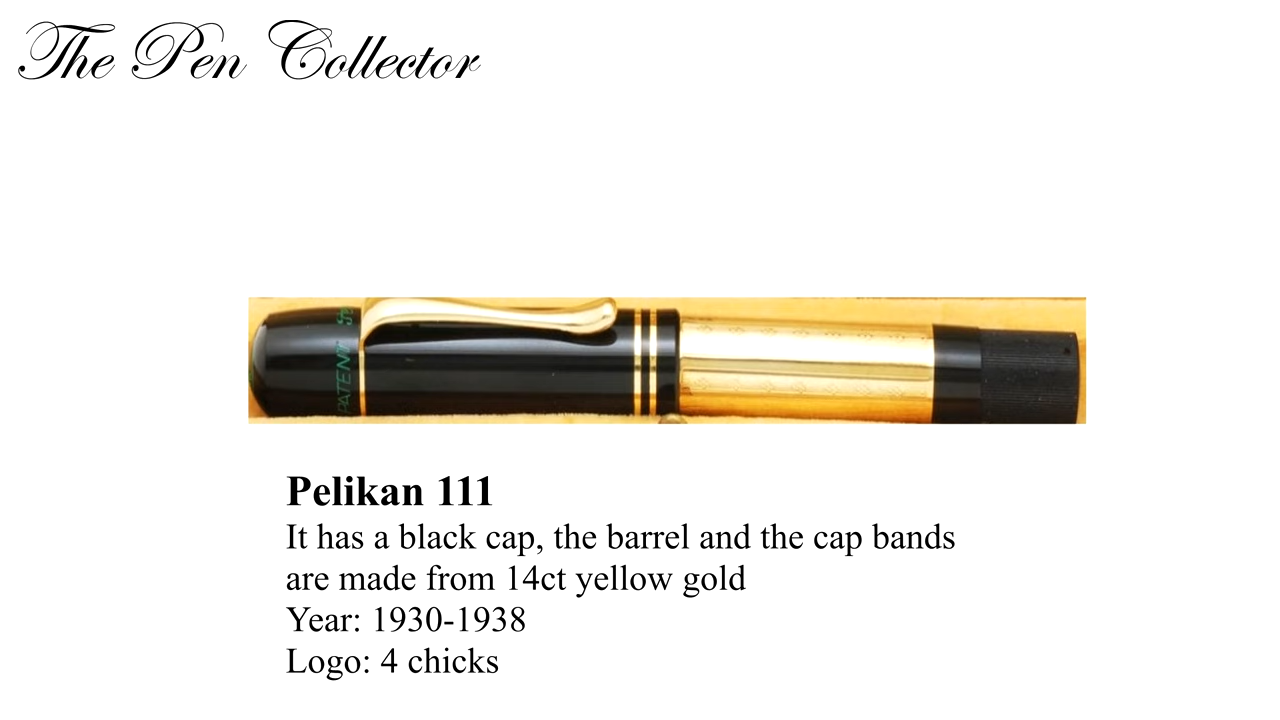 The Pen Collector
PATENT
Pelikan 111
It has a black cap, the barrel and the cap bands
are made from 14ct yellow gold
Year: 1930-1938
Logo: 4 chicks